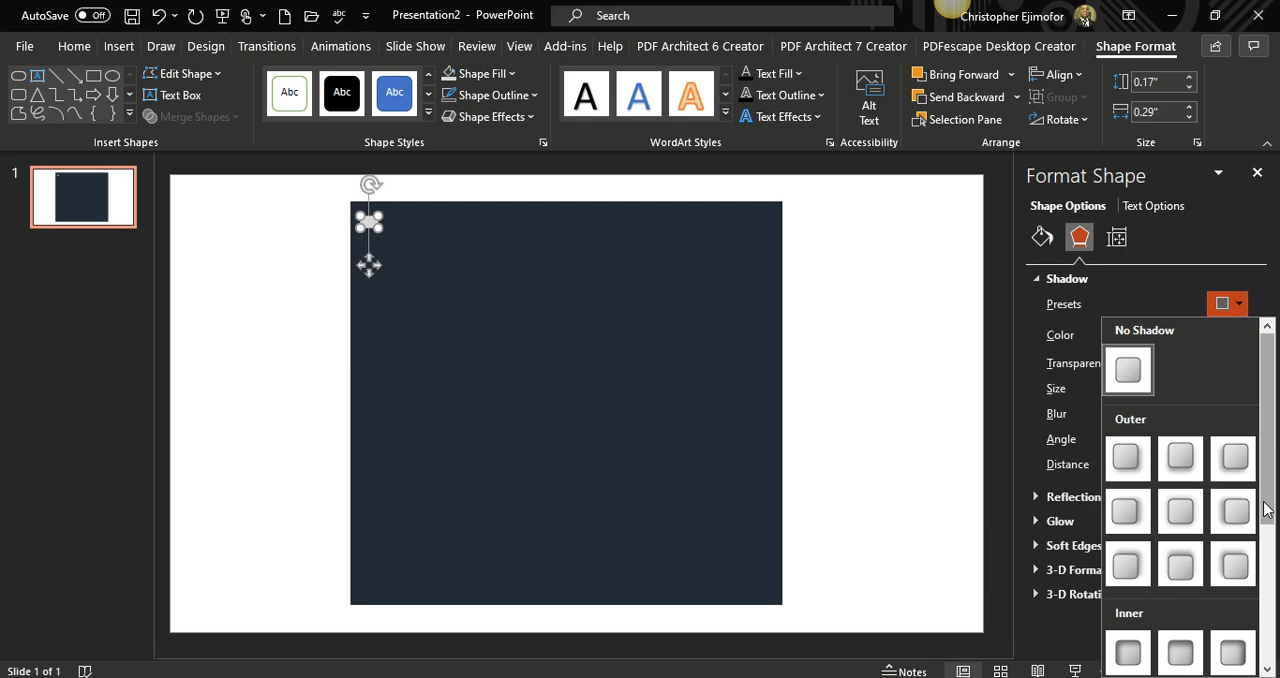 AutoSave Off abc Presentation2 - PowerPoint Search Christopher Ejimofor
File Home Insert Draw Design Transitions Animations Slide Show Review View Add-ins Help PDF Architect 6 Creator PDF Architect 7 Creator PDFescape Desktop Creator Shape Format
Edit Shape Abc Abc Abc Shape Fill A A A Text Fill Bring Forward Align 0.17"
Text Box Shape Outline Text Outline Alt Text Send Backward Group 0.29"
Merge Shapes Shape Effects Text Effects Selection Pane Rotate
Insert Shapes Shape Styles WordArt Styles Accessibility Arrange Size
1
Format Shape
Shape Options Text Options
Shadow
Presets
No Shadow
Color
Transparen
Size
Blur
Outer
Angle
Distance
Reflection
Glow
Soft Edges
3-D Forma
3-D Rotati
Inner
Slide 1 of 1 Notes